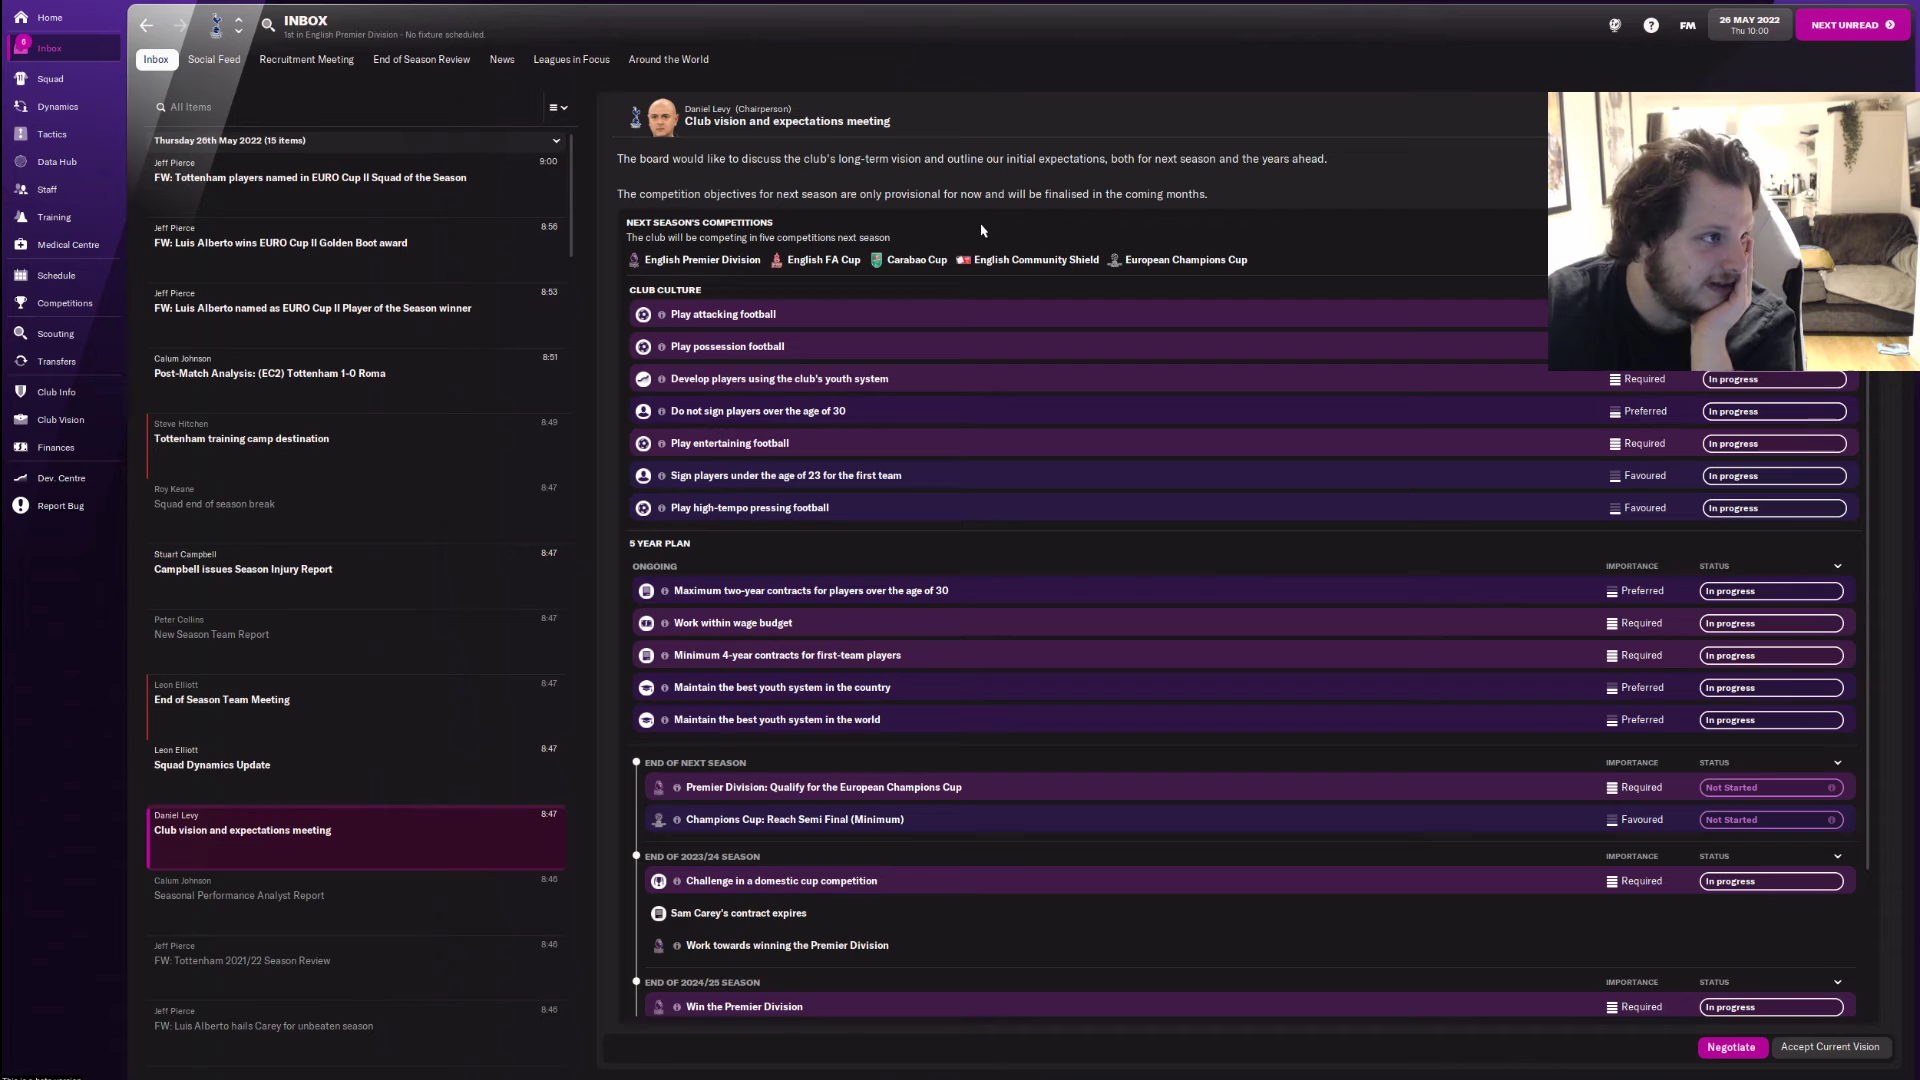 Home
6
Inbox
Squad
Dynamics
Tactics
Data Hub
Staff
Training
Medical Centre
Schedule
Competitions
Scouting
Transfers
Club Info
Club Vision
Finances
Dev. Centre
Report Bug
INBOX
1st in English Premier Division - No fixture scheduled.
FM
26 MAY 2022
Thu 10:00
NEXT UNREAD
Inbox
Social Feed
Recruitment Meeting
End of Season Review
News
Leagues in Focus
Around the World
All Items
Thursday 26th May 2022 (15 items)
Jeff Pierce 9:00
FW: Tottenham players named in EURO Cup II Squad of the Season
Jeff Pierce 8:56
FW: Luis Alberto wins EURO Cup II Golden Boot award
Jeff Pierce 8:53
FW: Luis Alberto named as EURO Cup II Player of the Season winner
Calum Johnson 8:51
Post-Match Analysis: (EC2) Tottenham 1-0 Roma
Steve Hitchen 8:49
Tottenham training camp destination
Roy Keane 8:47
Squad end of season break
Stuart Campbell 8:47
Campbell issues Season Injury Report
Peter Collins 8:47
New Season Team Report
Leon Elliott 8:47
End of Season Team Meeting
Leon Elliott 8:47
Squad Dynamics Update
Daniel Levy 8:47
Club vision and expectations meeting
Calum Johnson 8:46
Seasonal Performance Analyst Report
Jeff Pierce 8:46
FW: Tottenham 2021/22 Season Review
Jeff Pierce 8:46
FW: Luis Alberto hails Carey for unbeaten season
Daniel Levy (Chairperson)
Club vision and expectations meeting
The board would like to discuss the club's long-term vision and outline our initial expectations, both for next season and the years ahead.
The competition objectives for next season are only provisional for now and will be finalised in the coming months.
NEXT SEASON'S COMPETITIONS
The club will be competing in five competitions next season
English Premier Division English FA Cup Carabao Cup English Community Shield European Champions Cup
CLUB CULTURE
Play attacking football
Play possession football
Develop players using the club's youth system Required In progress
Do not sign players over the age of 30 Preferred In progress
Play entertaining football Required In progress
Sign players under the age of 23 for the first team Favoured In progress
Play high-tempo pressing football Favoured In progress
5 YEAR PLAN
ONGOING IMPORTANCE STATUS
Maximum two-year contracts for players over the age of 30 Preferred In progress
Work within wage budget Required In progress
Minimum 4-year contracts for first-team players Required In progress
Maintain the best youth system in the country Preferred In progress
Maintain the best youth system in the world Preferred In progress
END OF NEXT SEASON IMPORTANCE STATUS
Premier Division: Qualify for the European Champions Cup Required Not Started
Champions Cup: Reach Semi Final (Minimum) Favoured Not Started
END OF 2023/24 SEASON IMPORTANCE STATUS
Challenge in a domestic cup competition Required In progress
Sam Carey's contract expires
Work towards winning the Premier Division
END OF 2024/25 SEASON IMPORTANCE STATUS
Win the Premier Division Required In progress
Negotiate
Accept Current Vision